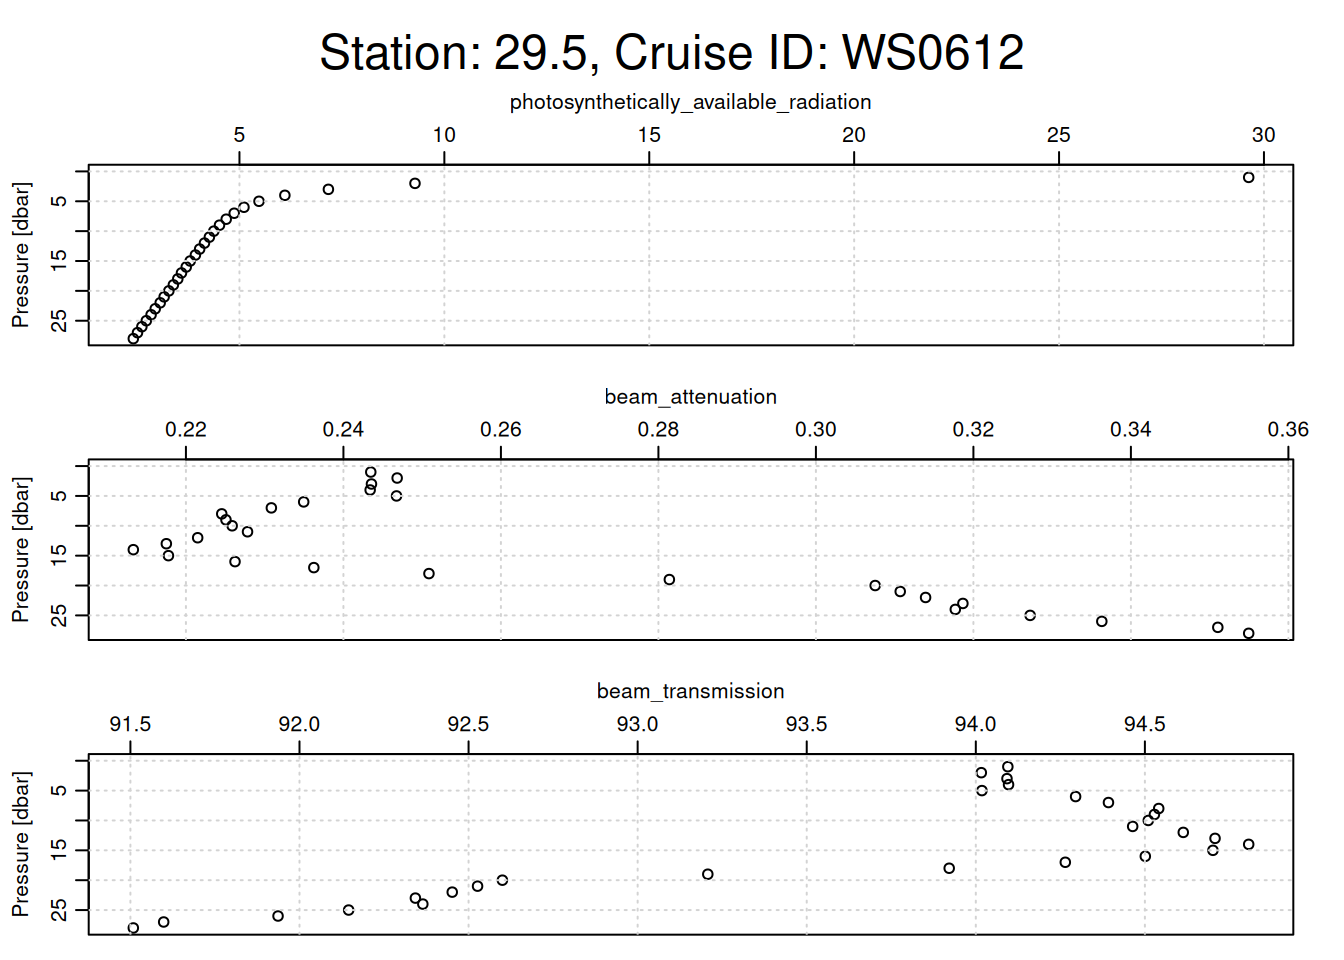 Station: 29.5, Cruise ID: WS0612
photosynthetically_available_radiation
5 10 15 20 25 30
Pressure [dbar]
5
15
25
beam_attenuation
0.22 0.24 0.26 0.28 0.30 0.32 0.34 0.36
Pressure [dbar]
5
15
25
beam_transmission
91.5 92.0 92.5 93.0 93.5 94.0 94.5
Pressure [dbar]
5
15
25